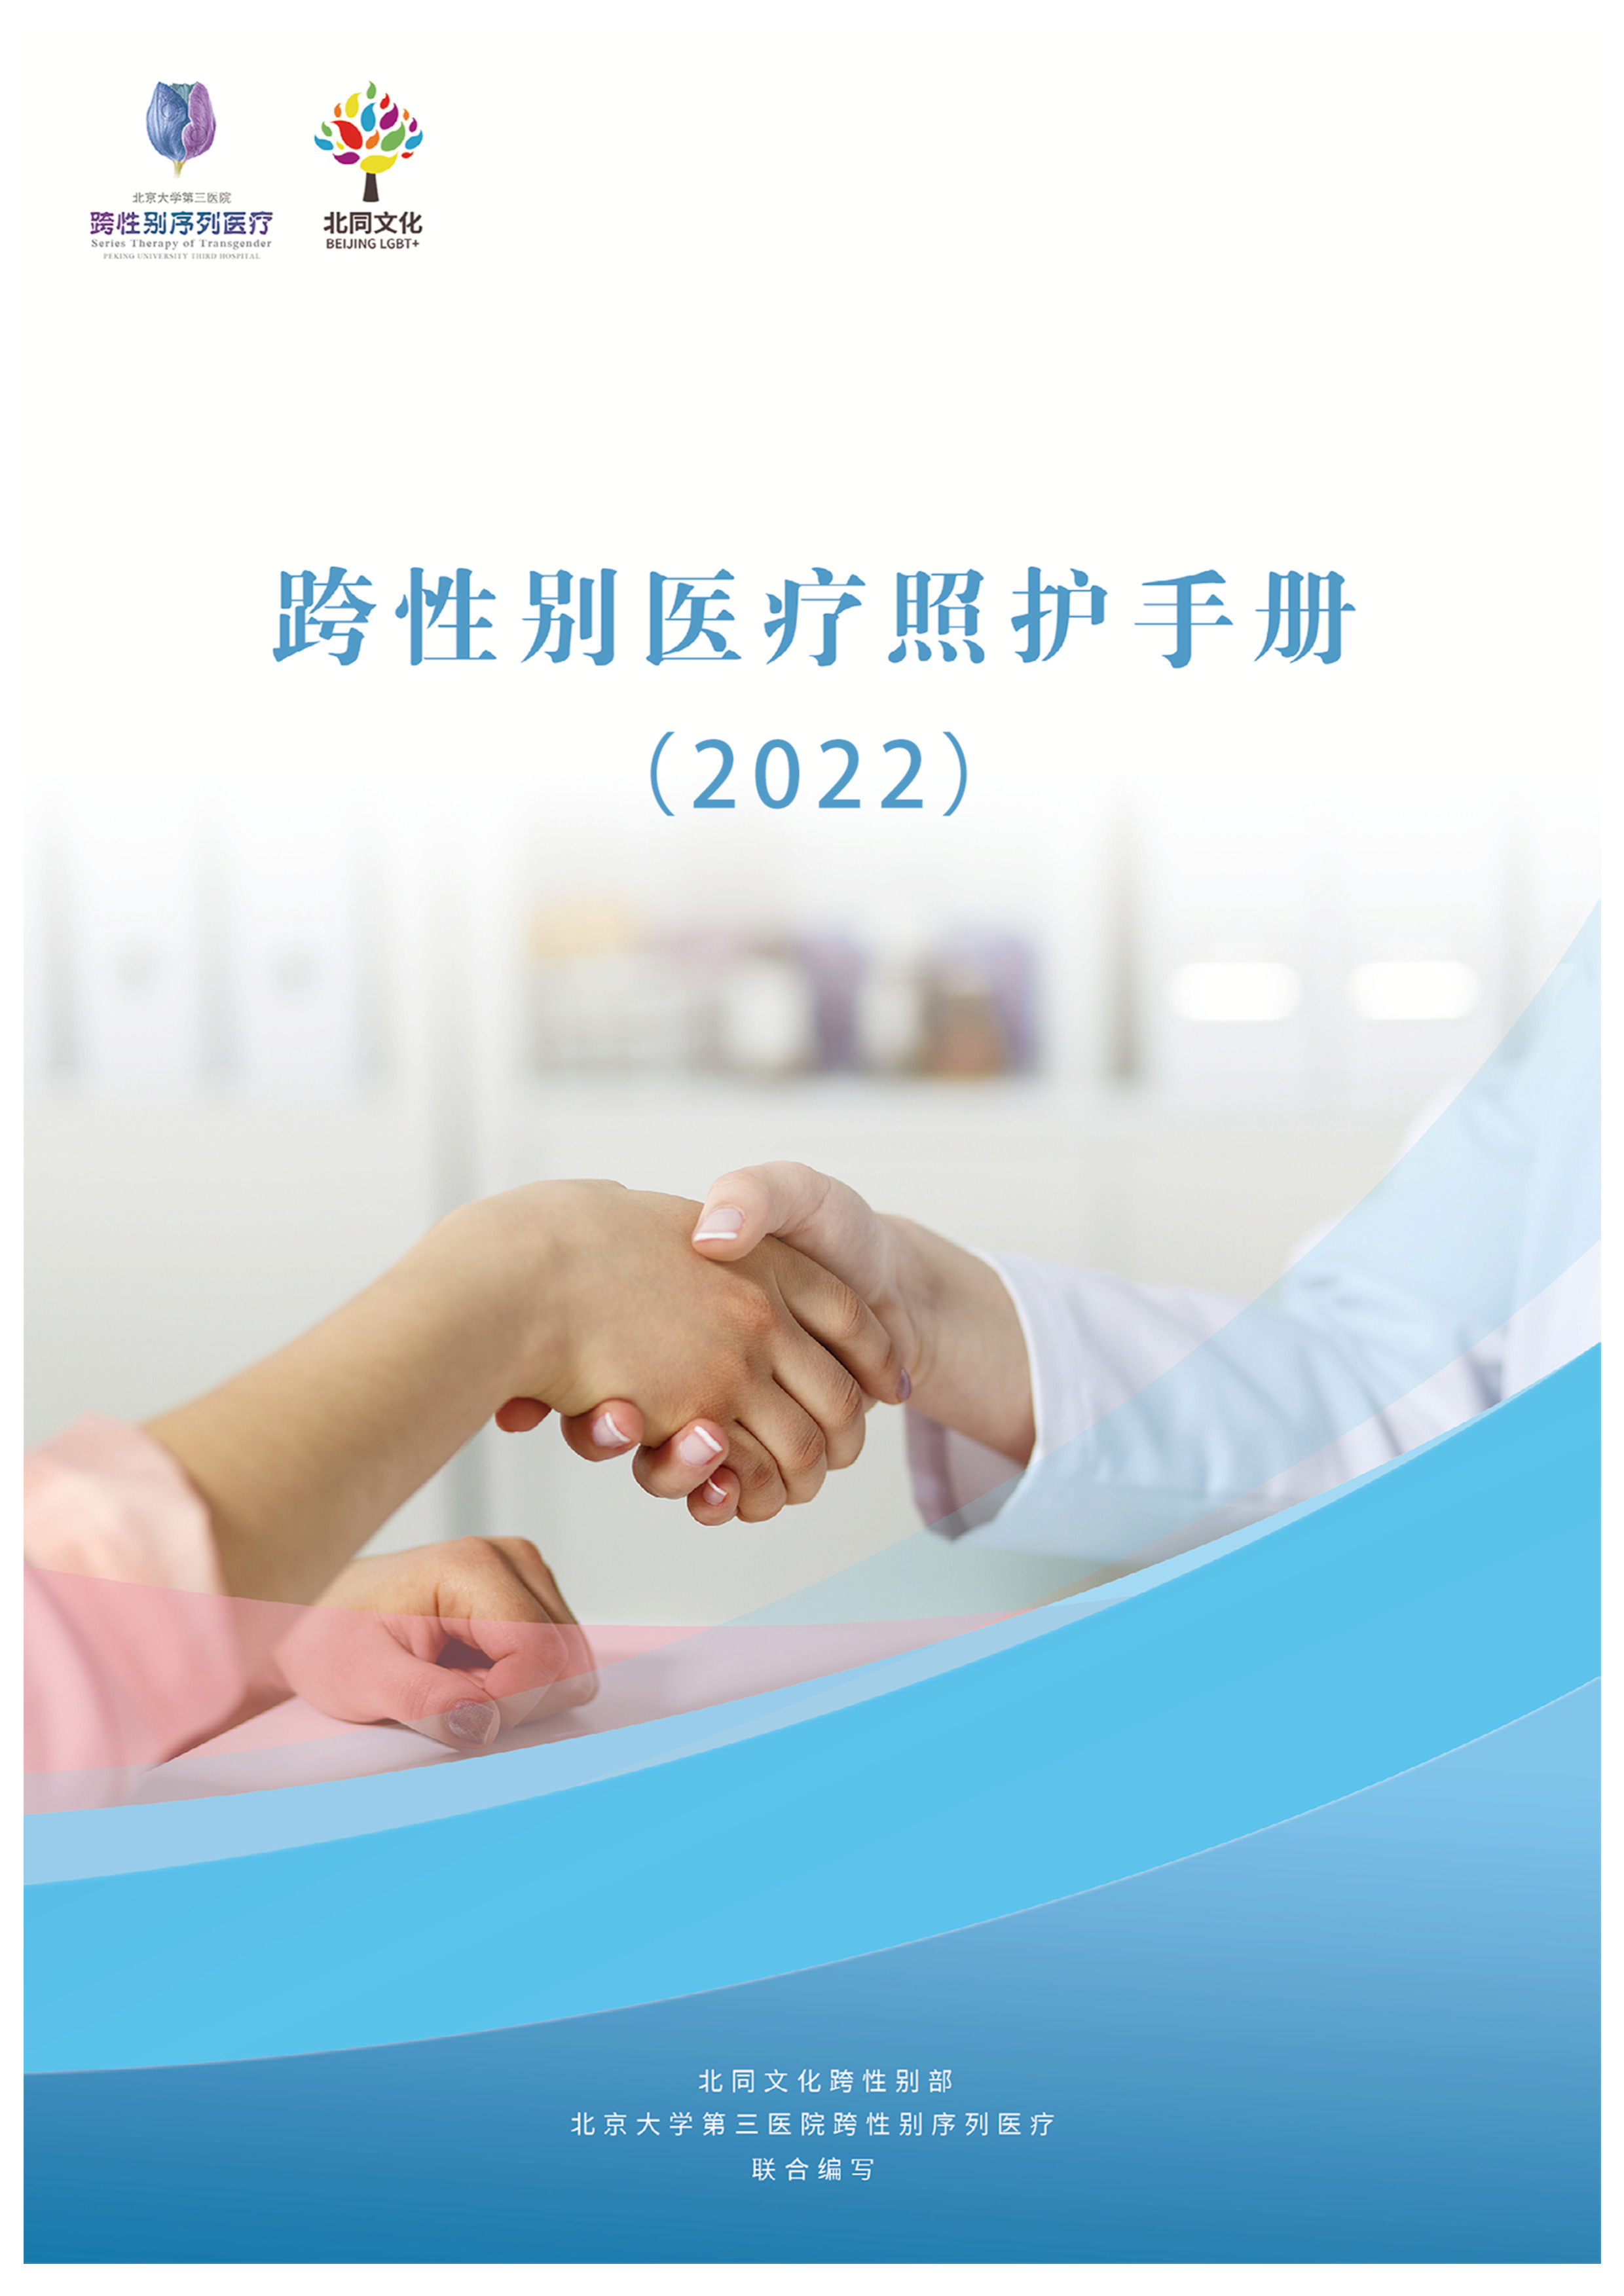 北京大学第三医院
跨性别序列医疗
Series Therapy of Transgender
PEKING UNIVERSITY THIRD HOSPITAL
北同文化
BEIJING LGBT+
跨性别医疗照护手册
（2022）
北同文化跨性别部
北京大学第三医院跨性别序列医疗
联合编写